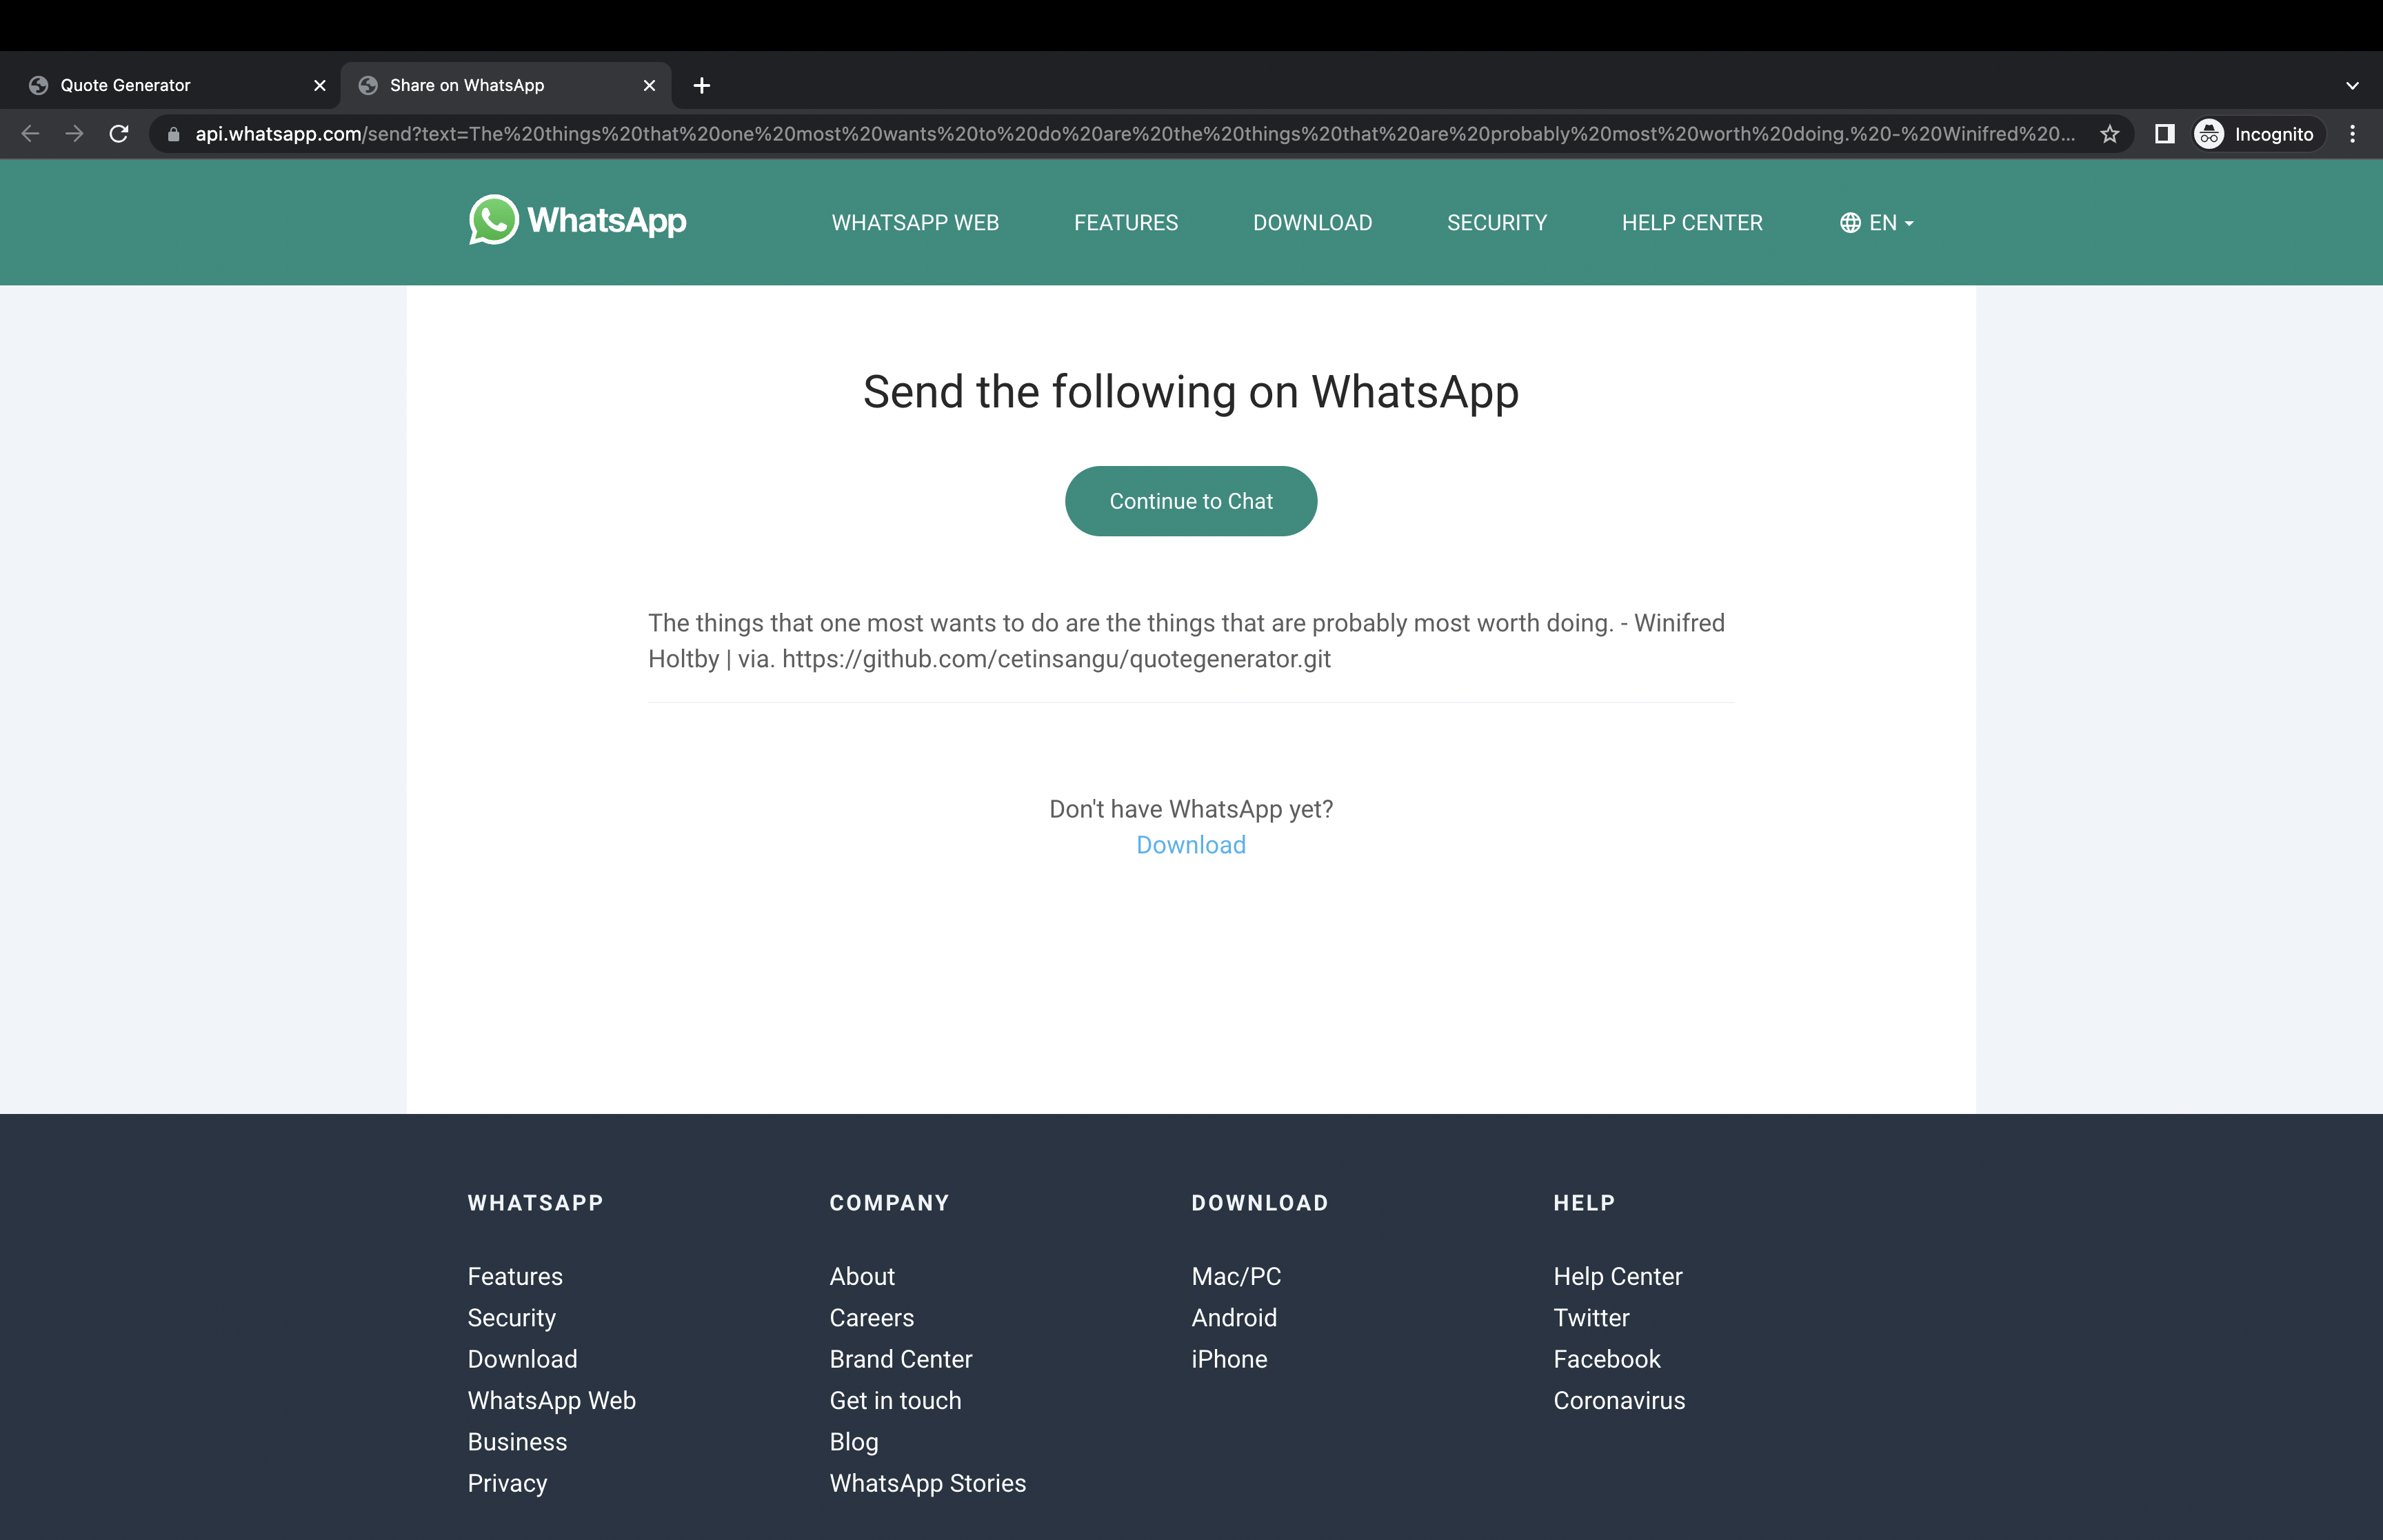 Quote Generator
Share on WhatsApp
api.whatsapp.com/send?text=The%20things%20that%20one%20most%20wants%20to%20do%20are%20the%20things%20that%20are%20probably%20most%20worth%20doing.%20-%20Winifred%20...
Incognito
WhatsApp
WHATSAPP WEB
FEATURES
DOWNLOAD
SECURITY
HELP CENTER
EN
Send the following on WhatsApp
Continue to Chat
The things that one most wants to do are the things that are probably most worth doing. - Winifred
Holtby | via. https://github.com/cetinsangu/quotegenerator.git
Don't have WhatsApp yet?
Download
WHATSAPP
Features
Security
Download
WhatsApp Web
Business
Privacy
COMPANY
About
Careers
Brand Center
Get in touch
Blog
WhatsApp Stories
DOWNLOAD
Mac/PC
Android
iPhone
HELP
Help Center
Twitter
Facebook
Coronavirus